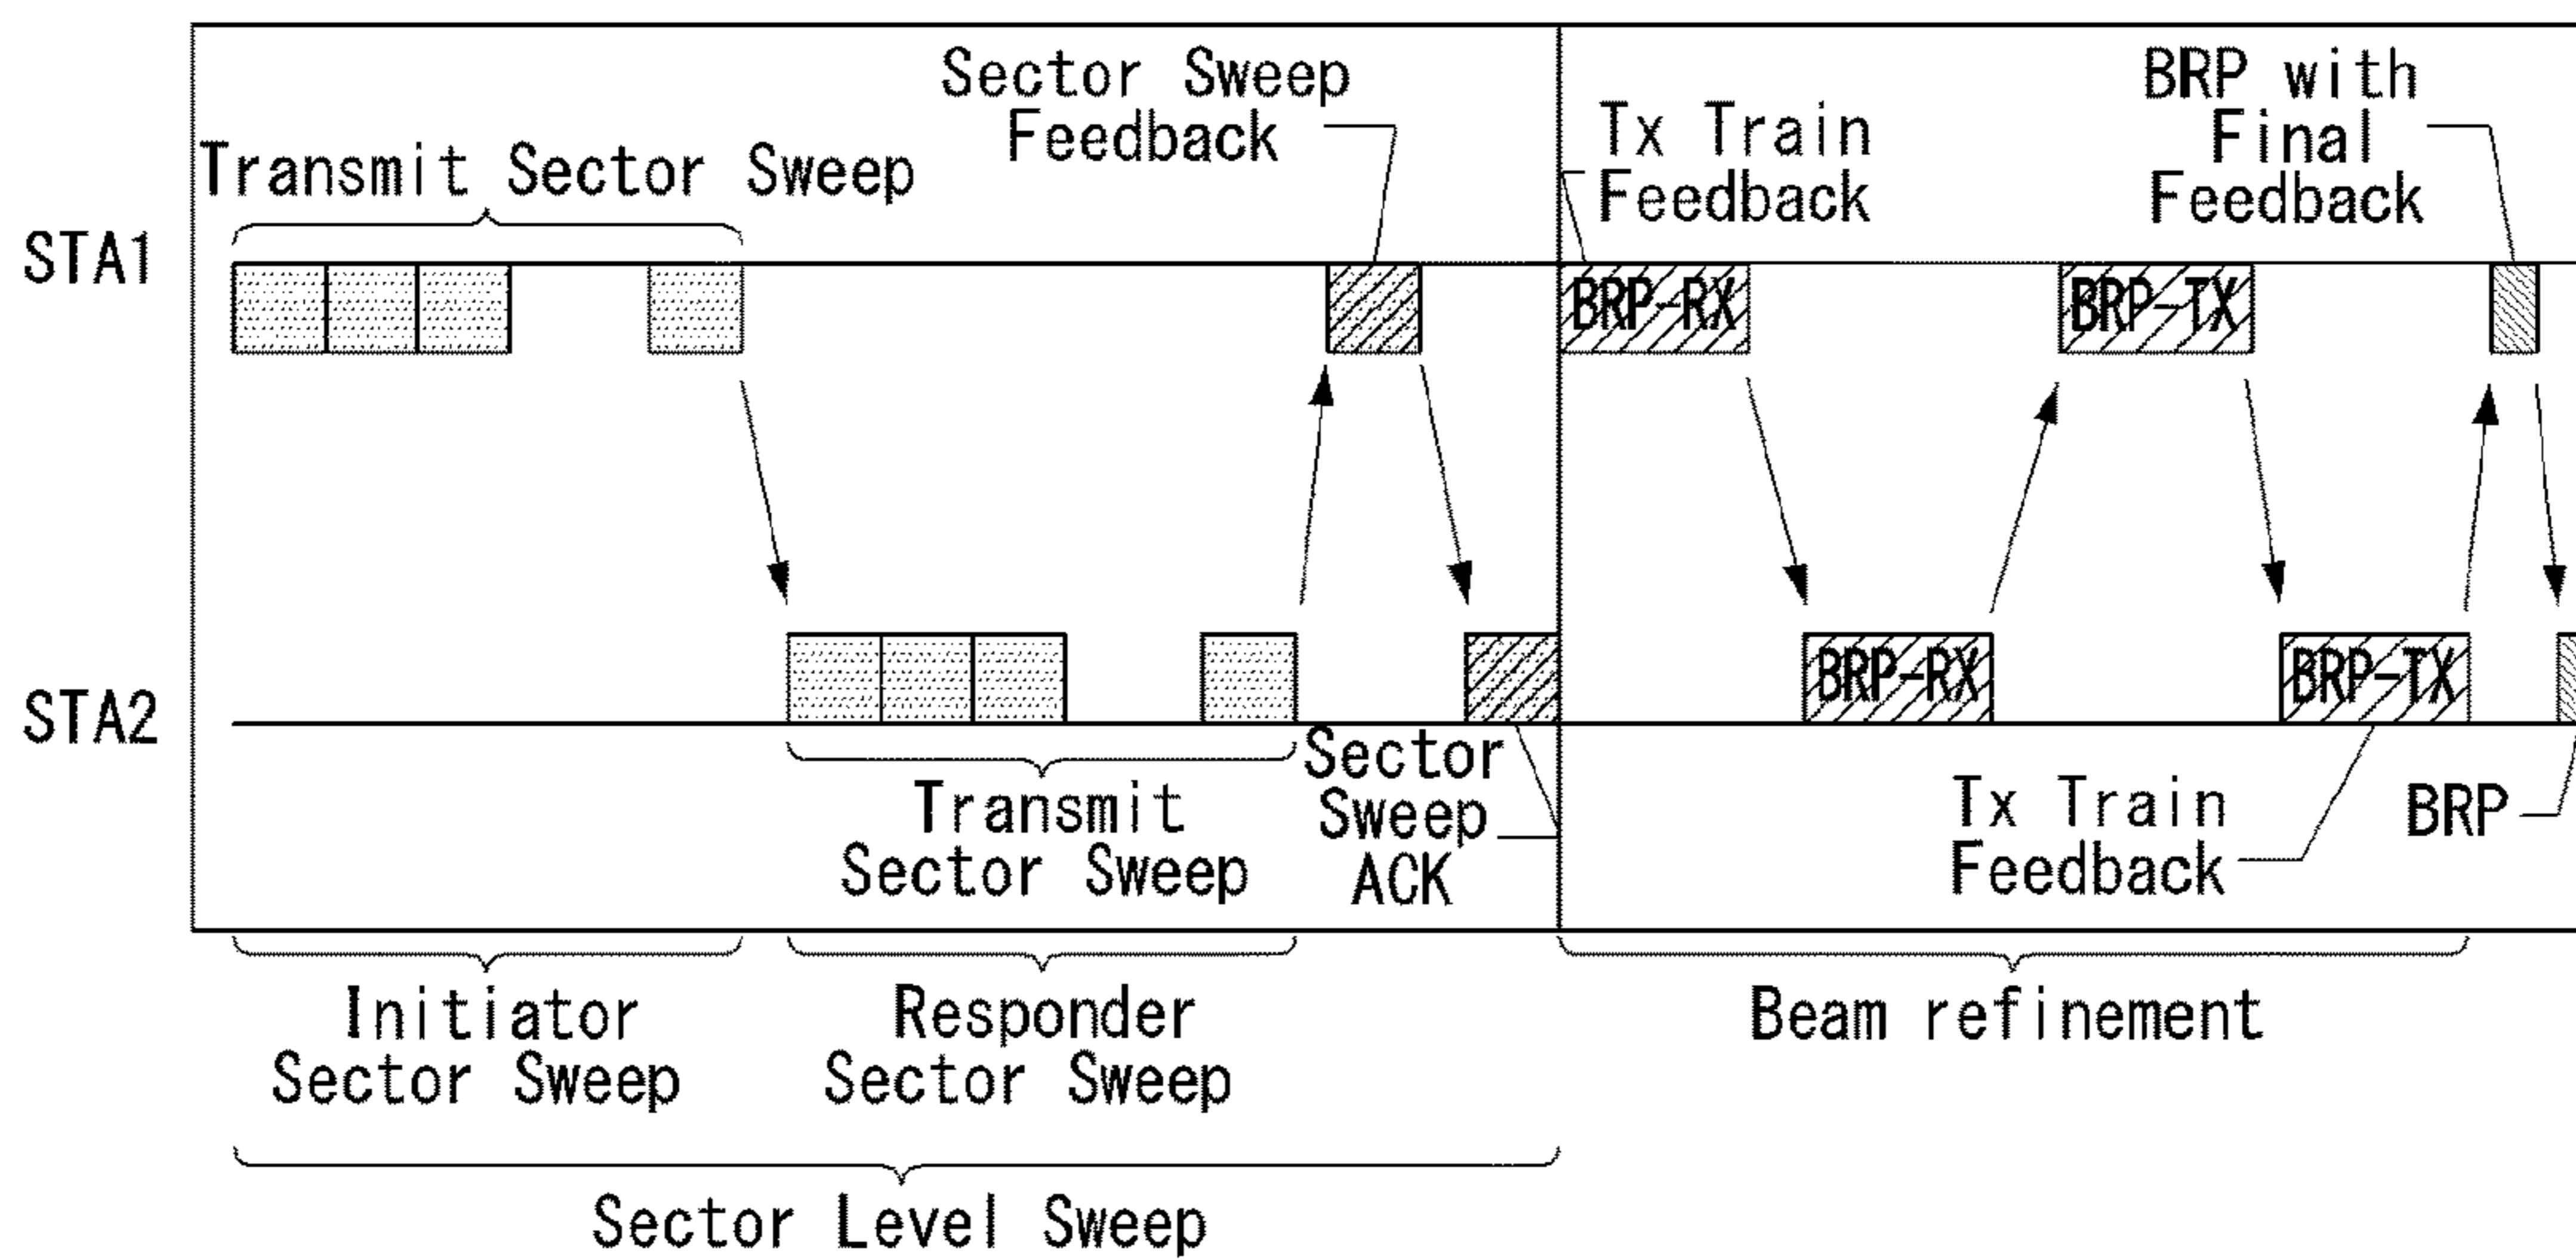 Sector Sweep
Feedback
BRP with
Final
Feedback
Tx Train
Feedback
Transmit Sector Sweep
STA1
BRP-RX
BRP-TX
BRP-RX
BRP-TX
STA2
Sector
Sweep
ACK
Transmit
Sector Sweep
Tx Train
Feedback
BRP
Initiator
Sector Sweep
Responder
Sector Sweep
Beam refinement
Sector Level Sweep